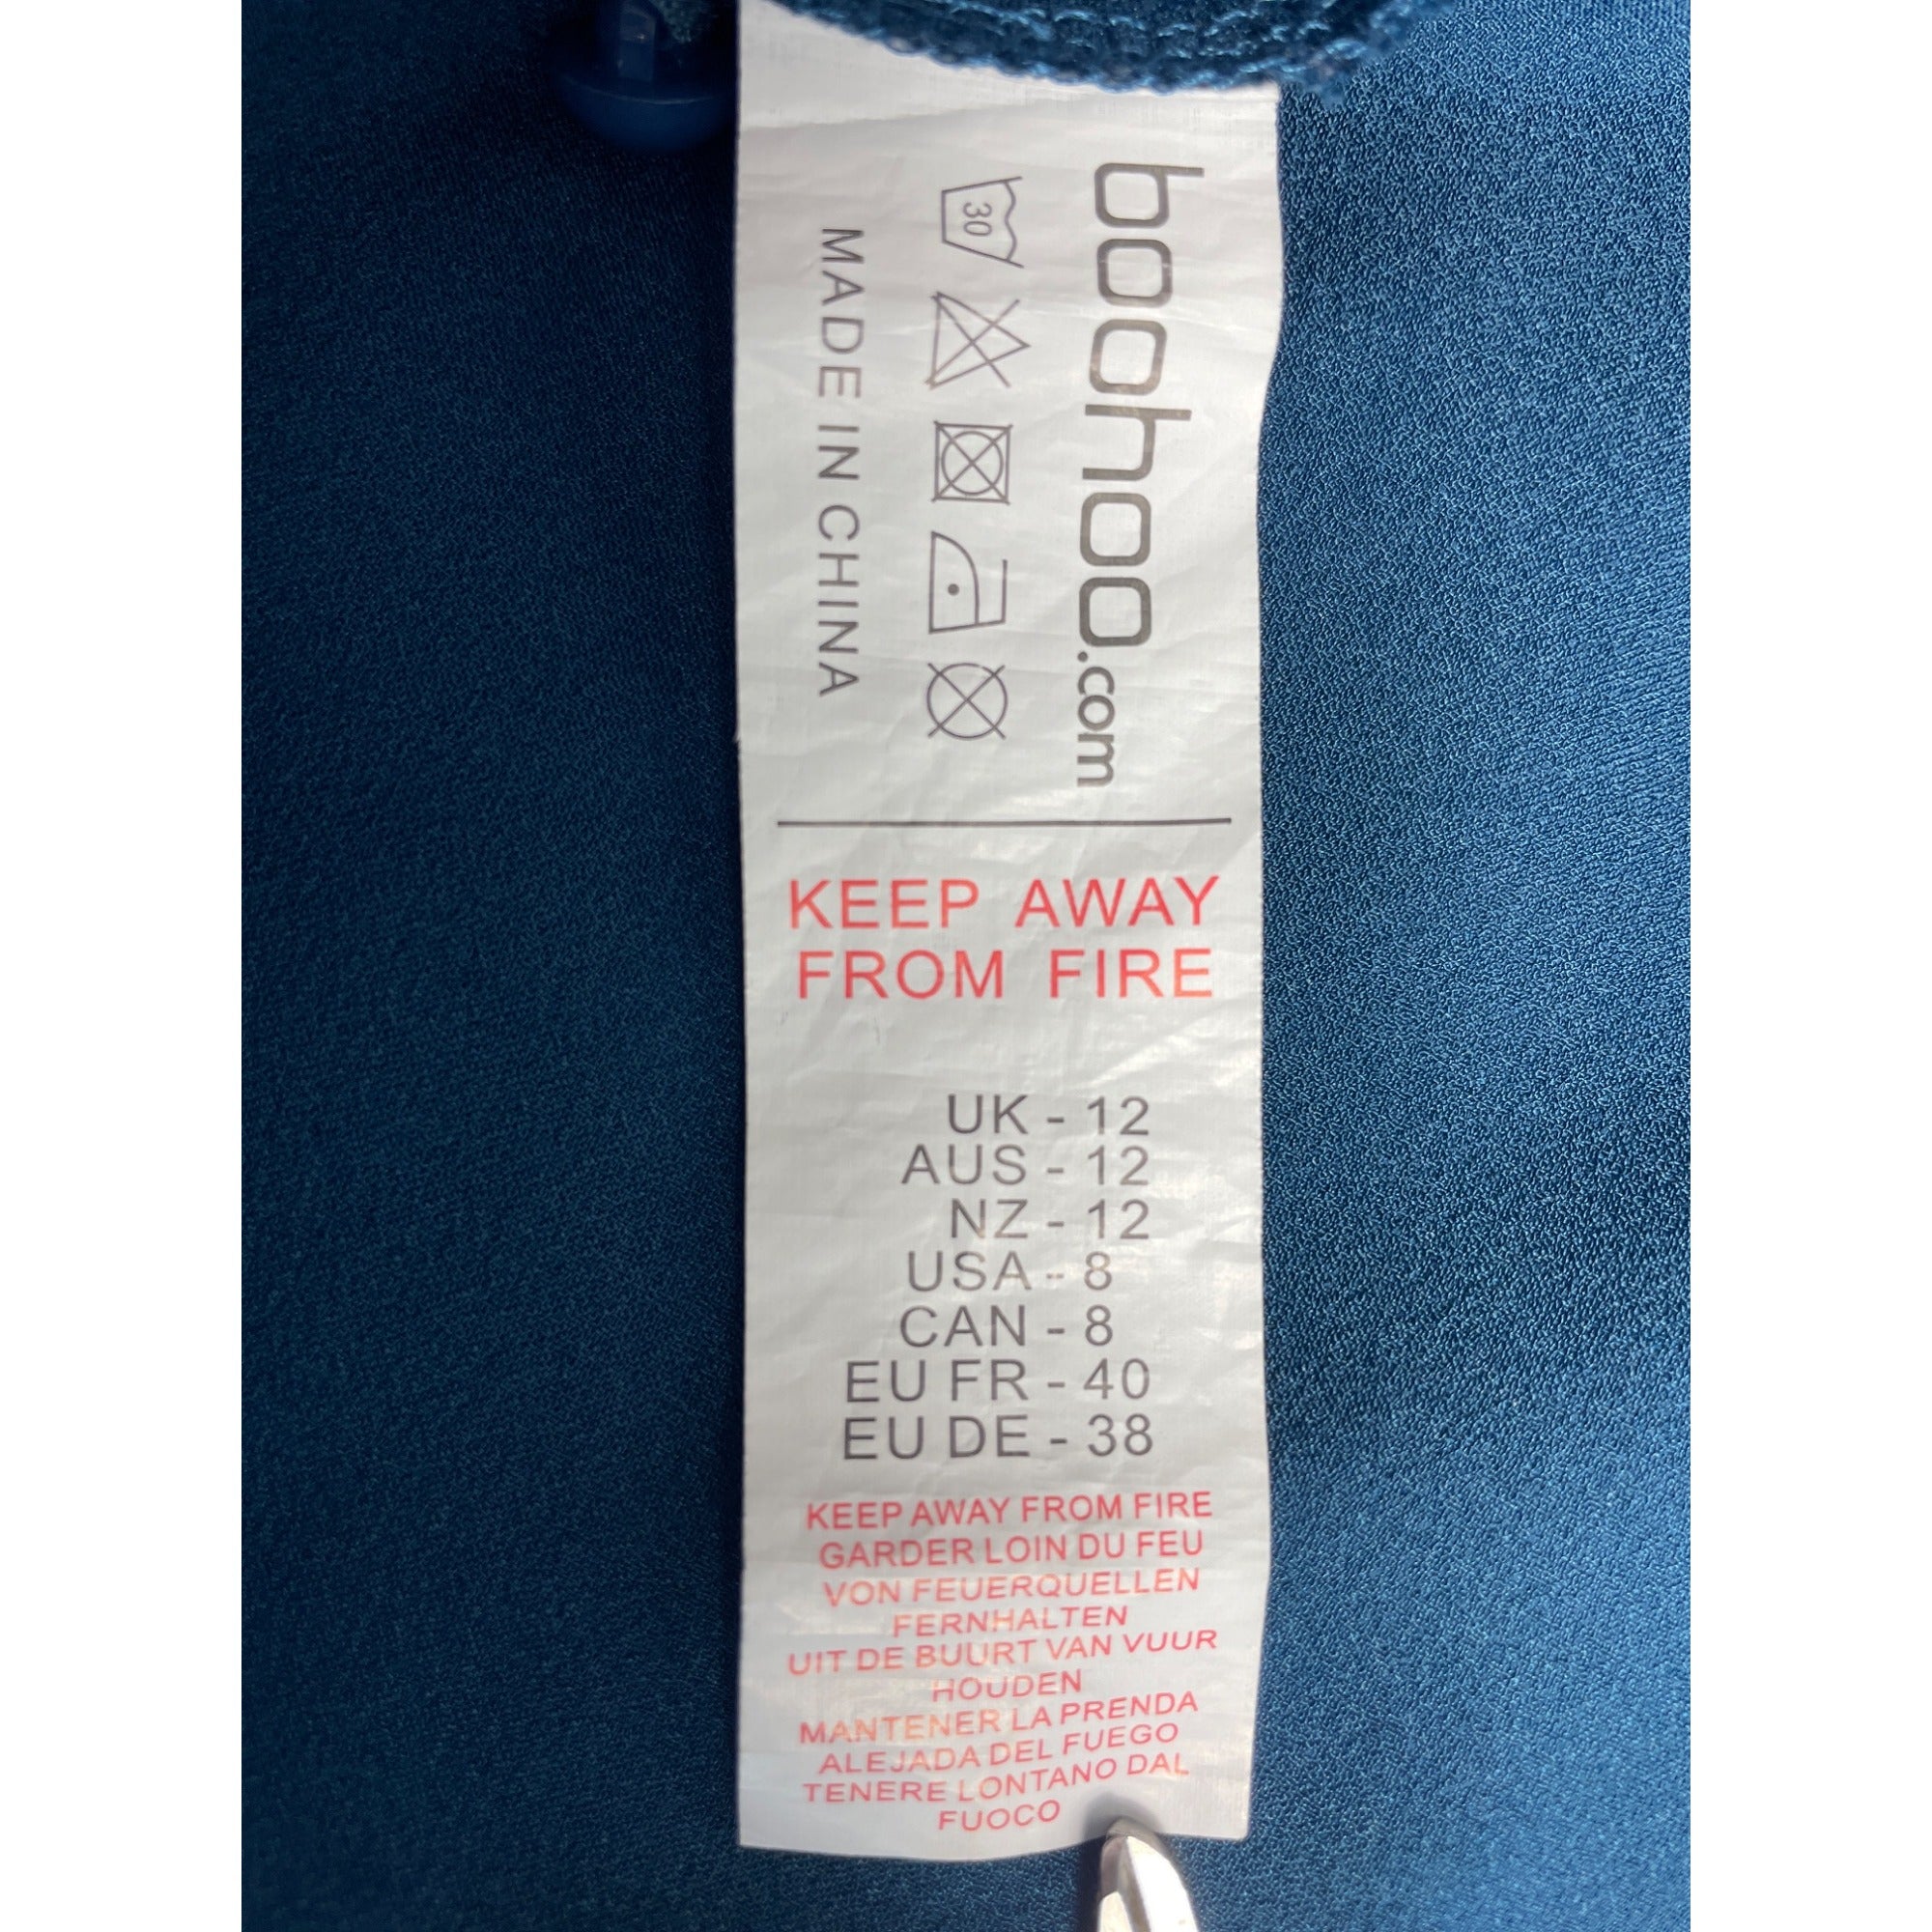 boohoo.com
30
MADE IN CHINA
KEEP AWAY
FROM FIRE
UK - 12
AUS - 12
NZ - 12
USA - 8
CAN - 8
EU FR - 40
EU DE - 38
KEEP AWAY FROM FIRE
GARDER LOIN DU FEU
VON FEUERQUELLEN
FERNHALTEN
UIT DE BUURT VAN VUUR
HOUDEN
MANTENER LA PRENDA
ALEJADA DEL FUEGO
TENERE LONTANO DAL
FUOCO